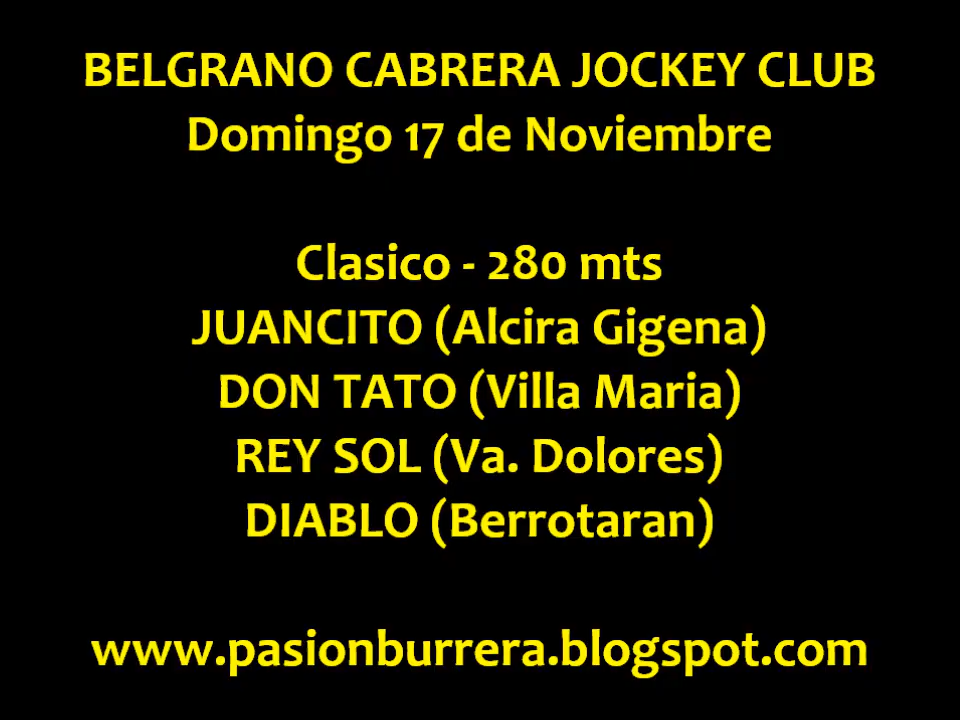 BELGRANO CABRERA JOCKEY CLUB
Domingo 17 de Noviembre
Clasico - 280 mts
JUANCITO (Alcira Gigena)
DON TATO (Villa Maria)
REY SOL (Va. Dolores)
DIABLO (Berrotaran)
www.pasionburrera.blogspot.com